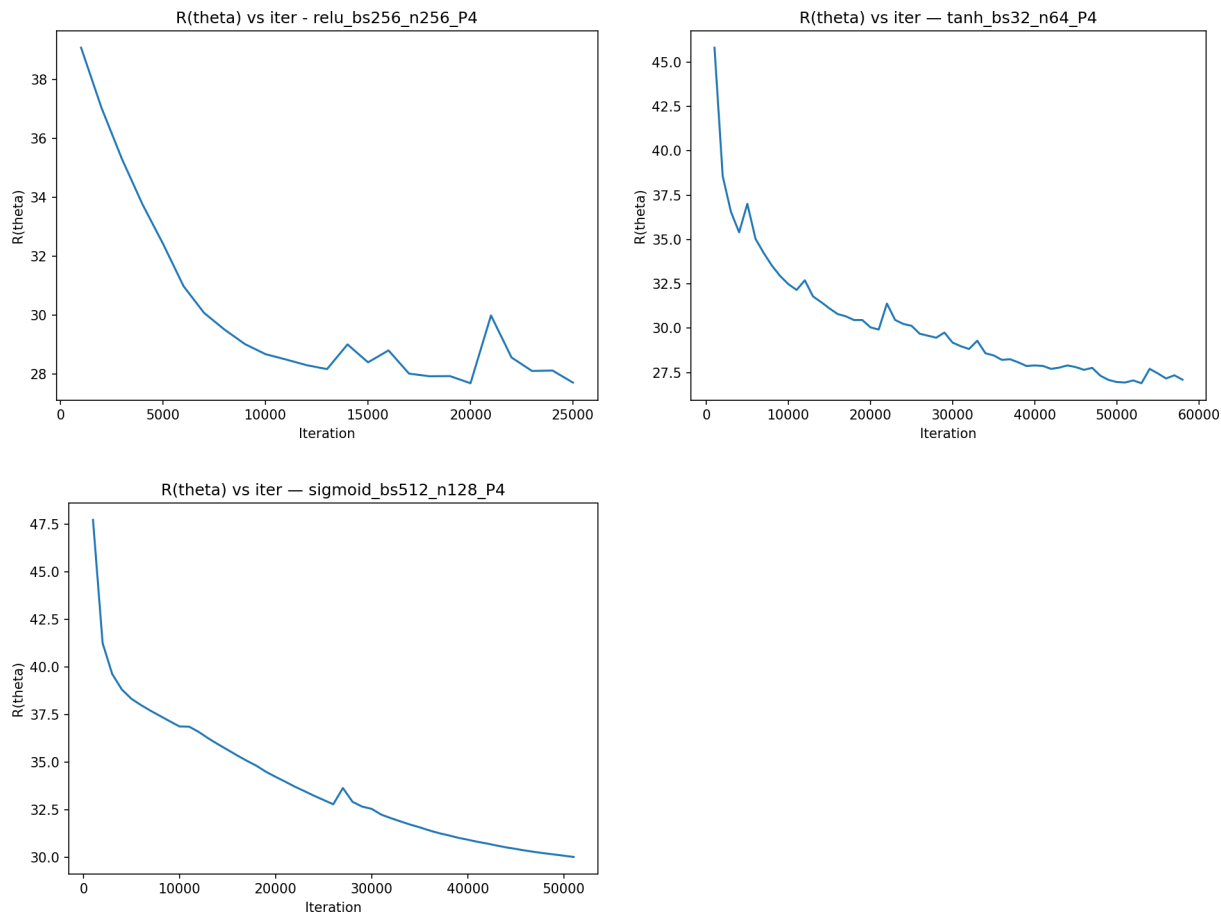 R(theta) vs iter - relu_bs256_n256_P4
38
36
34
32
30
28
R(theta)
0 5000 10000 15000 20000 25000
Iteration
R(theta) vs iter — tanh_bs32_n64_P4
45.0
42.5
40.0
37.5
35.0
32.5
30.0
27.5
R(theta)
0 10000 20000 30000 40000 50000 60000
Iteration
R(theta) vs iter — sigmoid_bs512_n128_P4
47.5
45.0
42.5
40.0
37.5
35.0
32.5
30.0
R(theta)
0 10000 20000 30000 40000 50000
Iteration